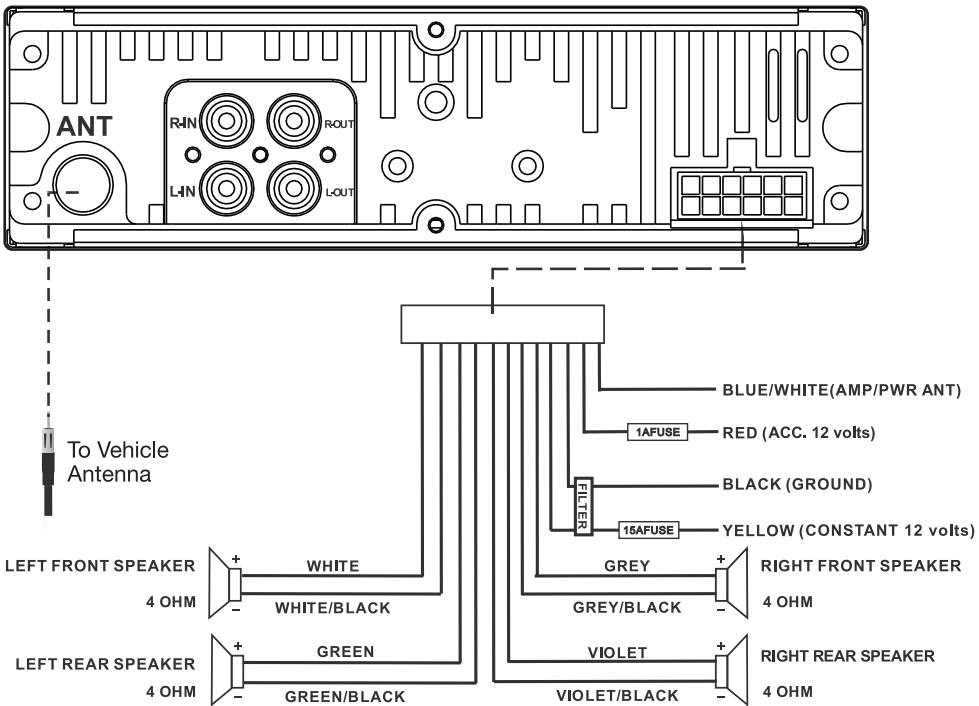 ANT
R-IN
R-OUT
L-IN
L-OUT
To Vehicle
Antenna
BLUE/WHITE(AMP/PWR ANT)
1AFUSE
RED (ACC. 12 volts)
BLACK (GROUND)
FILTER
15AFUSE
YELLOW (CONSTANT 12 volts)
LEFT FRONT SPEAKER
4 OHM
+
−
WHITE
WHITE/BLACK
GREY
GREY/BLACK
+
−
RIGHT FRONT SPEAKER
4 OHM
LEFT REAR SPEAKER
4 OHM
+
−
GREEN
GREEN/BLACK
VIOLET
VIOLET/BLACK
+
−
RIGHT REAR SPEAKER
4 OHM